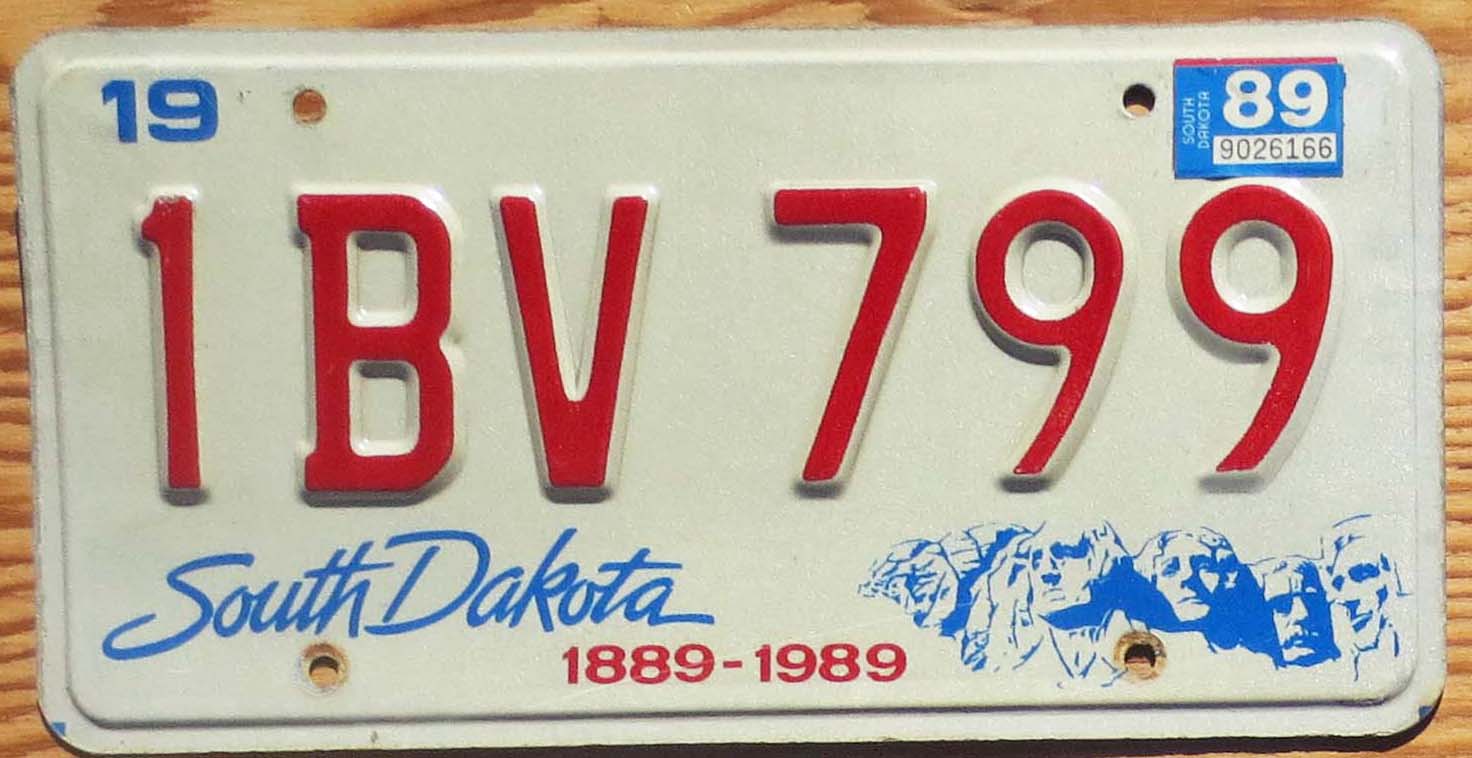 19
SOUTH DAKOTA 89
9026166
1BV 799
South Dakota
1889-1989